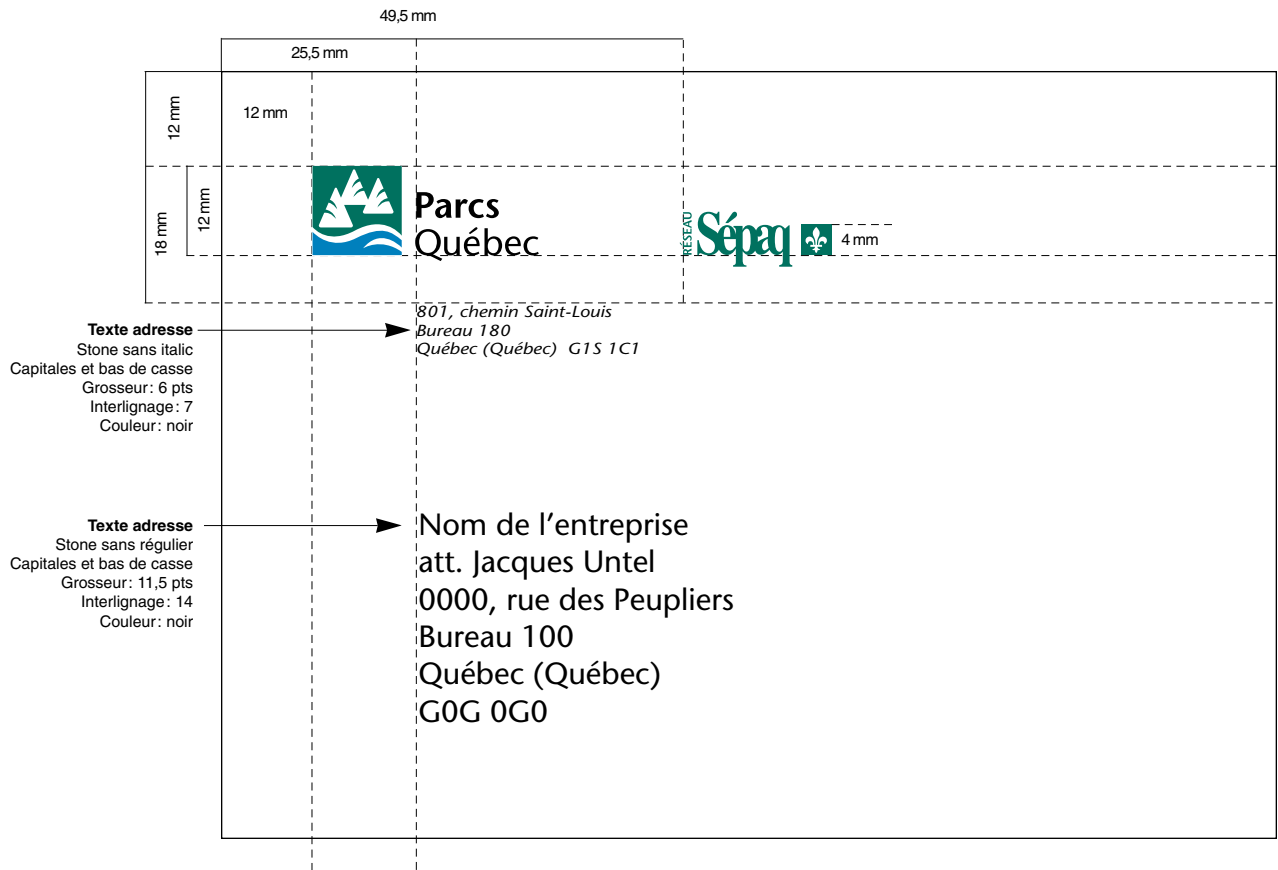 49,5 mm
25,5 mm
12 mm
12 mm
18 mm
12 mm
Parcs
Québec
RÉSEAU
Sépaq
4 mm
801, chemin Saint-Louis
Bureau 180
Québec (Québec)  G1S 1C1
Texte adresse
Stone sans italic
Capitales et bas de casse
Grosseur: 6 pts
Interlignage: 7
Couleur: noir
Texte adresse
Stone sans régulier
Capitales et bas de casse
Grosseur: 11,5 pts
Interlignage: 14
Couleur: noir
Nom de l’entreprise
att. Jacques Untel
0000, rue des Peupliers
Bureau 100
Québec (Québec)
G0G 0G0